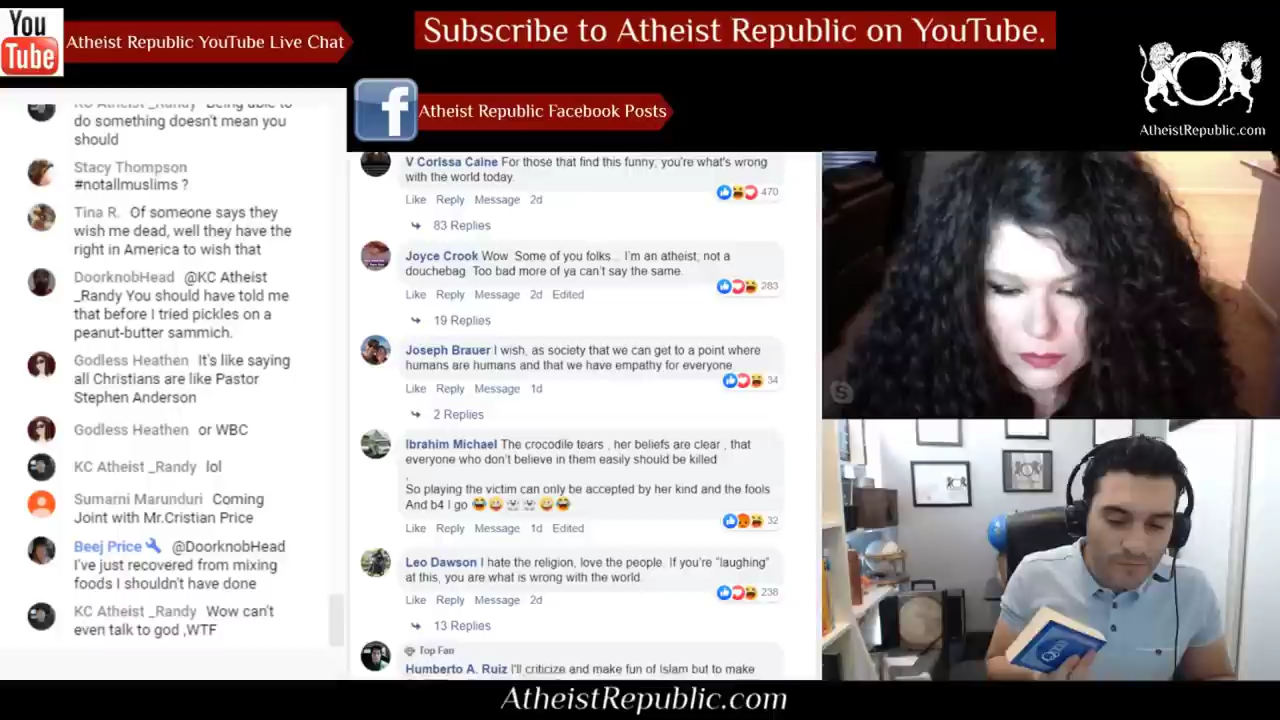 You
Tube
Atheist Republic YouTube Live Chat
Subscribe to Atheist Republic on YouTube.
AtheistRepublic.com
Atheist Republic Facebook Posts
KC Atheist _Randy Being able to
do something doesn't mean you
should
Stacy Thompson
#notallmuslims ?
Tina R. Of someone says they
wish me dead, well they have the
right in America to wish that
DoorknobHead @KC Atheist
_Randy You should have told me
that before I tried pickles on a
peanut-butter sammich.
Godless Heathen It's like saying
all Christians are like Pastor
Stephen Anderson
Godless Heathen or WBC
KC Atheist _Randy lol
Sumarni Marunduri Coming
Joint with Mr.Cristian Price
Beej Price @DoorknobHead
I've just recovered from mixing
foods I shouldn't have done
KC Atheist _Randy Wow can't
even talk to god ,WTF
V Corissa Caine For those that find this funny, you're what's wrong
with the world today.
470
Like Reply Message 2d
83 Replies
Joyce Crook Wow Some of you folks... I'm an atheist, not a
douchebag. Too bad more of ya can't say the same.
283
Like Reply Message 2d Edited
19 Replies
Joseph Brauer I wish, as society that we can get to a point where
humans are humans and that we have empathy for everyone
34
Like Reply Message 1d
2 Replies
Ibrahim Michael The crocodile tears , her beliefs are clear , that
everyone who don't believe in them easily should be killed
.
So playing the victim can only be accepted by her kind and the fools
And b4 I go 😂😜☠☠😜😂
32
Like Reply Message 1d Edited
Leo Dawson I hate the religion, love the people. If you're "laughing"
at this, you are what is wrong with the world.
238
Like Reply Message 2d
13 Replies
Top Fan
Humberto A. Ruiz I'll criticize and make fun of Islam but to make
AtheistRepublic.com